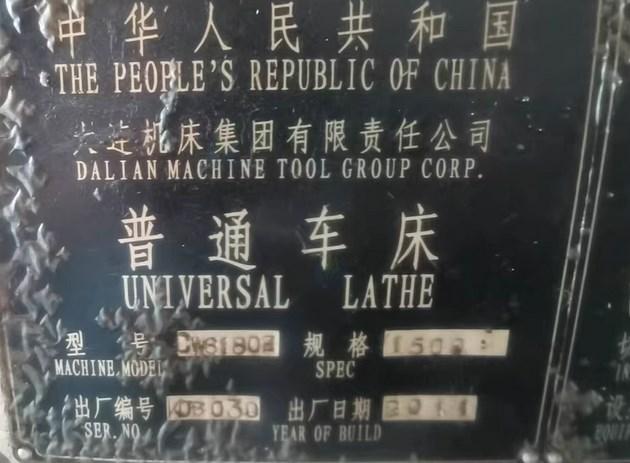 中华人民共和国
THE PEOPLE'S REPUBLIC OF CHINA
大连机床集团有限责任公司
DALIAN MACHINE TOOL GROUP CORP.
普通车床
UNIVERSAL LATHE
型号 规格
MACHINE MODEL SPEC
出厂编号 出厂日期
SER.NO YEAR OF BUILD